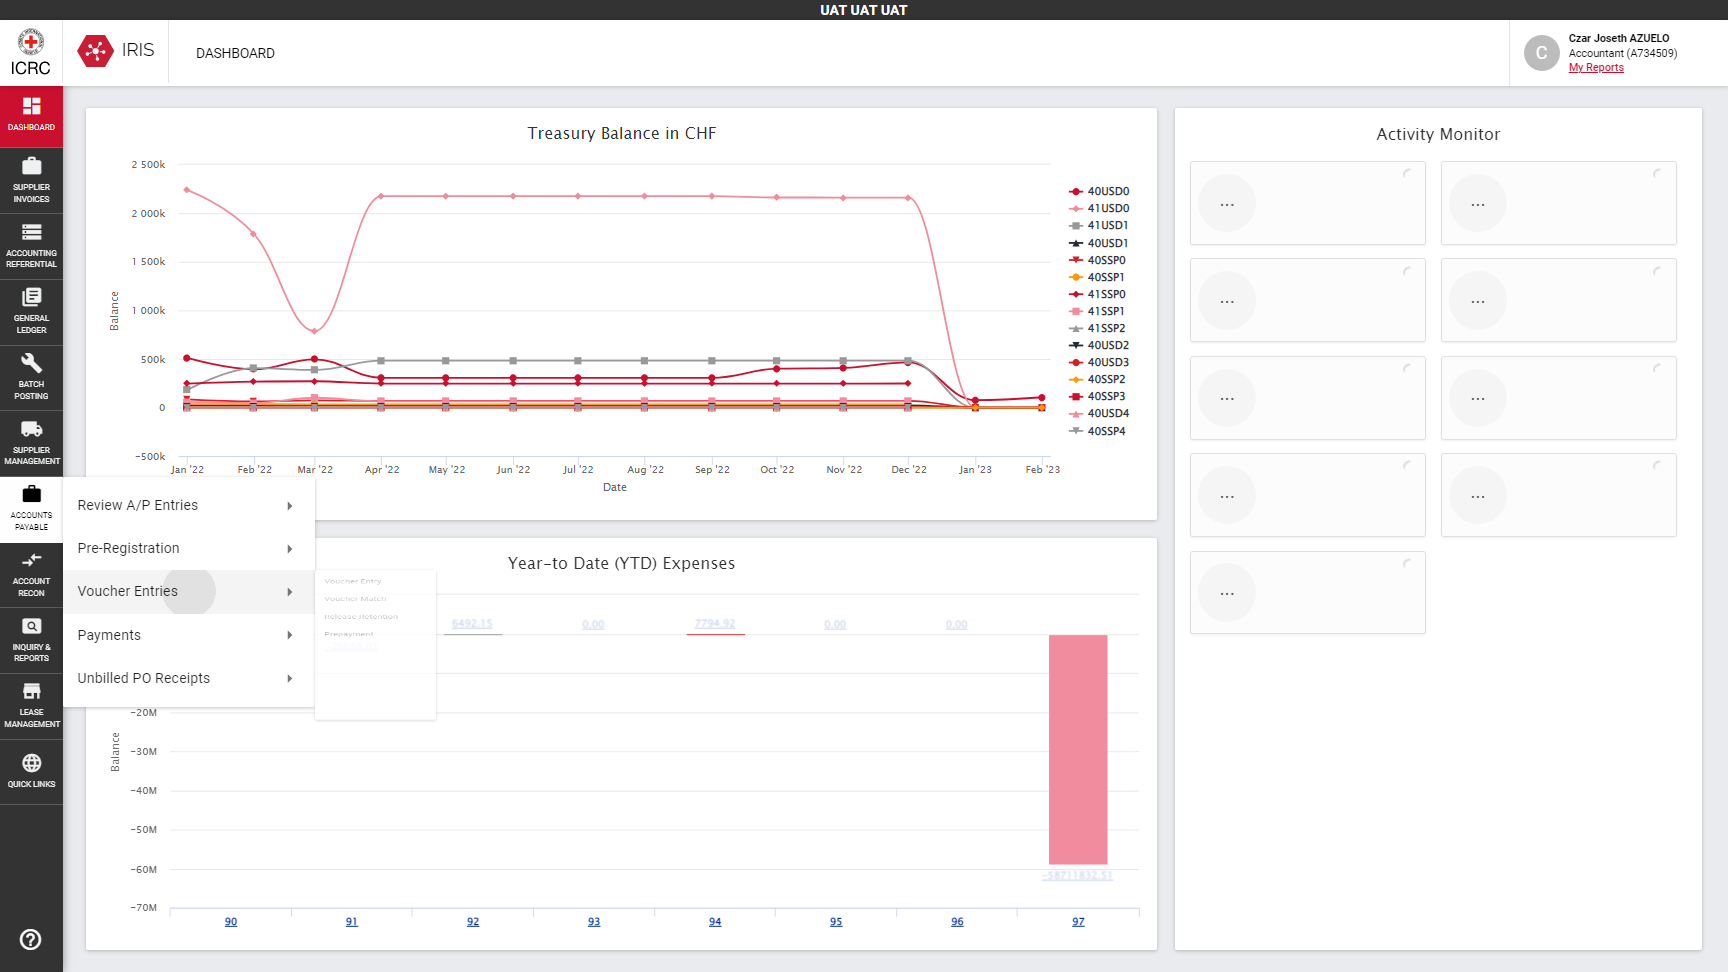 UAT UAT UAT
ICRC
IRIS
DASHBOARD
C
Czar Joseth AZUELO
Accountant (A734509)
My Reports
DASHBOARD
SUPPLIER
INVOICES
ACCOUNTING
REFERENTIAL
GENERAL
LEDGER
BATCH
POSTING
SUPPLIER
MANAGEMENT
ACCOUNTS
PAYABLE
ACCOUNT
RECON
INQUIRY &
REPORTS
LEASE
MANAGEMENT
QUICK LINKS
Treasury Balance in CHF
2 500k
2 000k
1 500k
1 000k
500k
0
-500k
Balance
Jan '22
Feb '22
Mar '22
Apr '22
May '22
Jun '22
Jul '22
Aug '22
Sep '22
Oct '22
Nov '22
Dec '22
Jan '23
Feb '23
Date
40USD0
41USD0
41USD1
40USD1
40SSP0
40SSP1
41SSP0
41SSP1
41SSP2
40USD2
40USD3
40SSP2
40SSP3
40USD4
40SSP4
Review A/P Entries
Pre-Registration
Voucher Entries
Payments
Unbilled PO Receipts
Voucher Entry
Voucher Match
Release Retention
Prepayment
Year-to Date (YTD) Expenses
6492.15
0.00
7794.92
0.00
0.00
-58711832.51
-20M
-30M
-40M
-50M
-60M
-70M
Balance
90
91
92
93
94
95
96
97
Activity Monitor
...
...
...
...
...
...
...
...
...